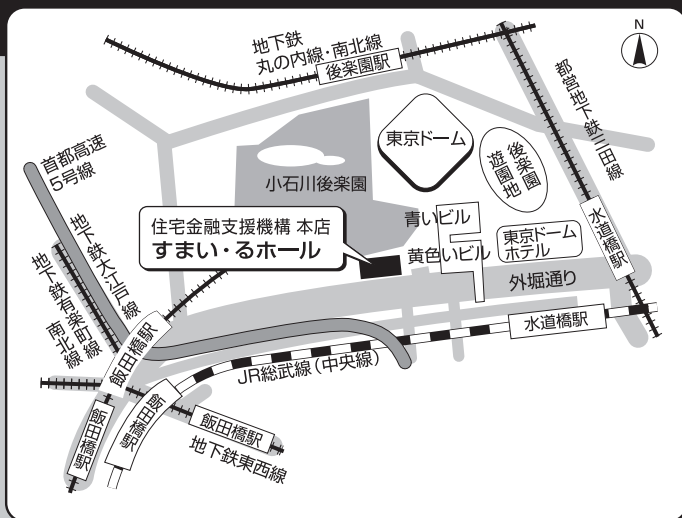 N
地下鉄
丸の内線・南北線
後楽園駅
都営地下鉄三田線
首都高速
5号線
東京ドーム
後楽園
遊園地
小石川後楽園
地下鉄大江戸線
地下鉄有楽町線
南北線
住宅金融支援機構 本店
すまい・るホール
青いビル
黄色いビル
東京ドーム
ホテル
水道橋駅
外堀通り
水道橋駅
飯田橋駅
JR総武線(中央線)
飯田橋駅
飯田橋駅
飯田橋駅
地下鉄東西線